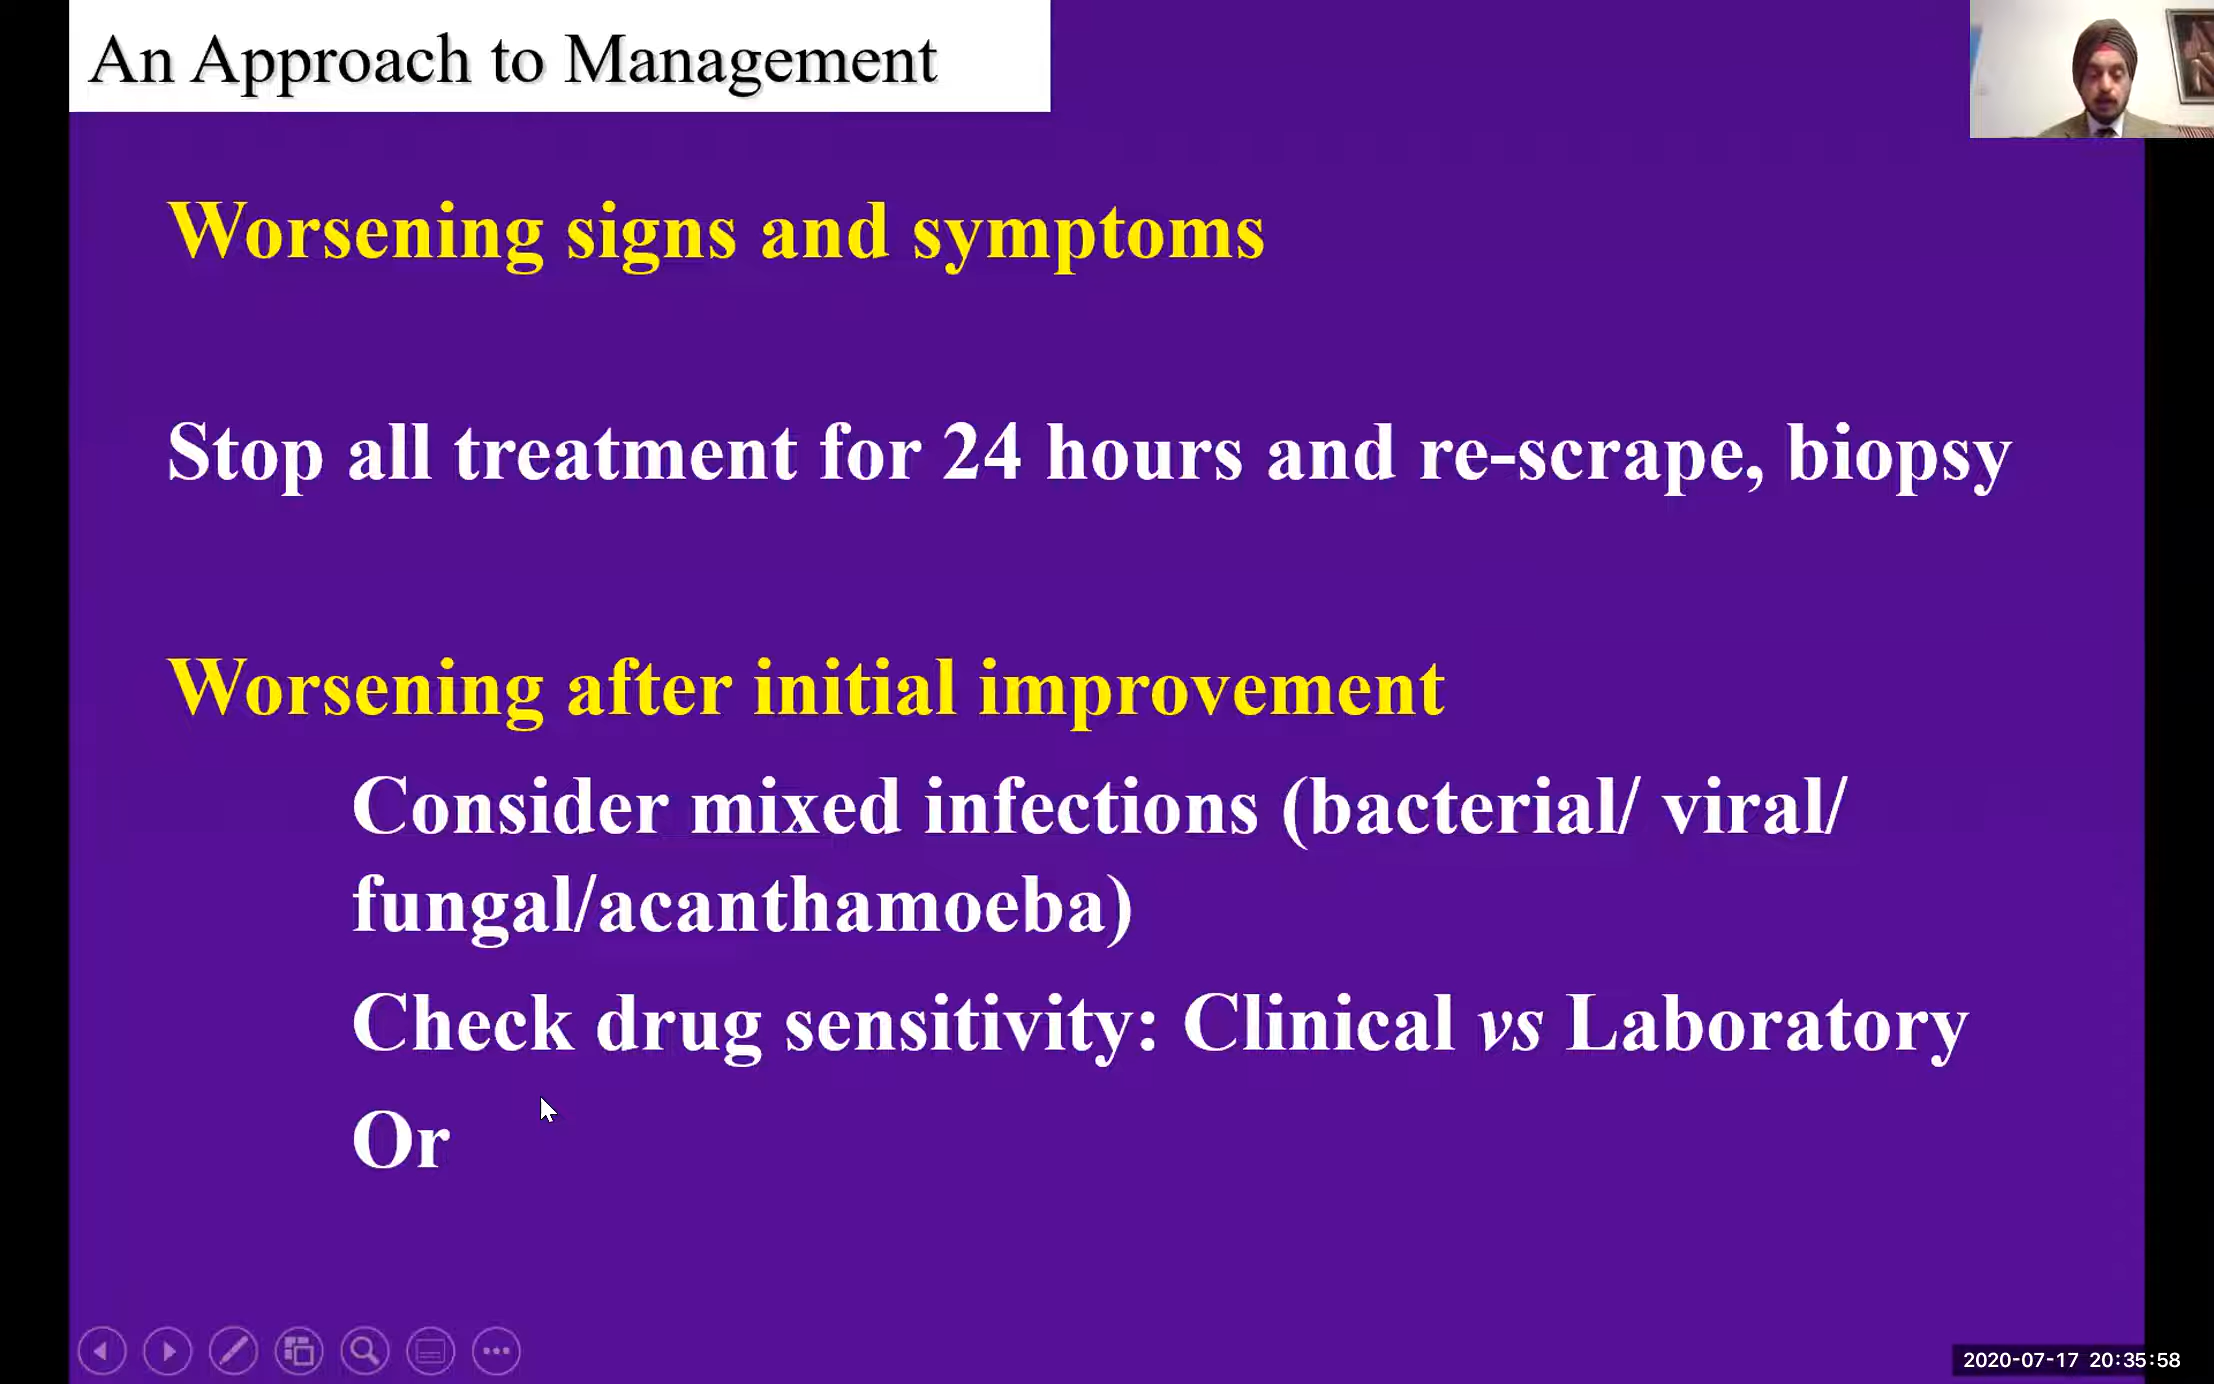 An Approach to Management
Worsening signs and symptoms
Stop all treatment for 24 hours and re-scrape, biopsy
Worsening after initial improvement
Consider mixed infections (bacterial/ viral/
fungal/acanthamoeba)
Check drug sensitivity: Clinical vs Laboratory
Or
2020-07-17 20:35:58